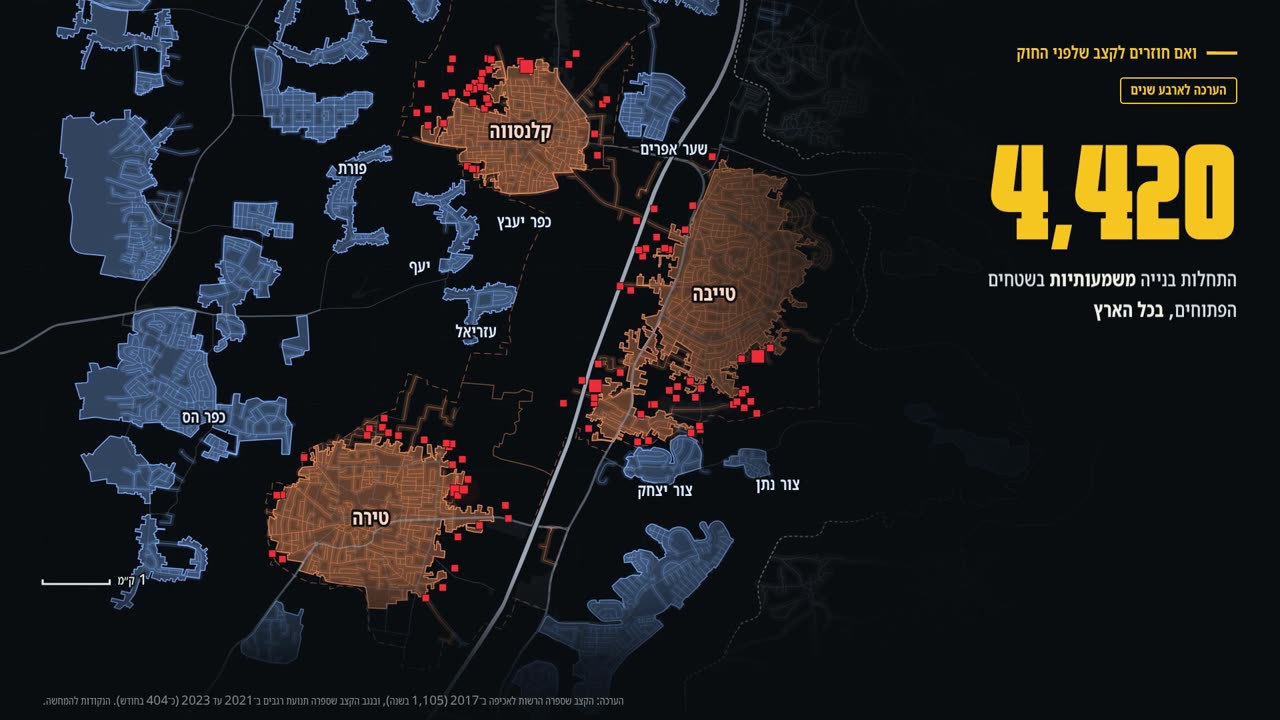 ואם חוזרים לקצב שלפני החוק
הערכה לארבע שנים
4,420
התחלות בנייה משמעותיות בשטחים
הפתוחים, בכל הארץ
קלנסווה
שער אפרים
פורת
כפר יעבץ
יעף
טייבה
עזריאל
כפר הס
צור יצחק
צור נתן
טירה
1 ק״מ
הערכה: הקצב שספרה הרשות לאכיפה ב־2017 (1,105 בשנה), ובנגב הקצב שספרה תנועת רגבים ב־2021 עד 2023 (כ־404 בחודש). הנקודות להמחשה.